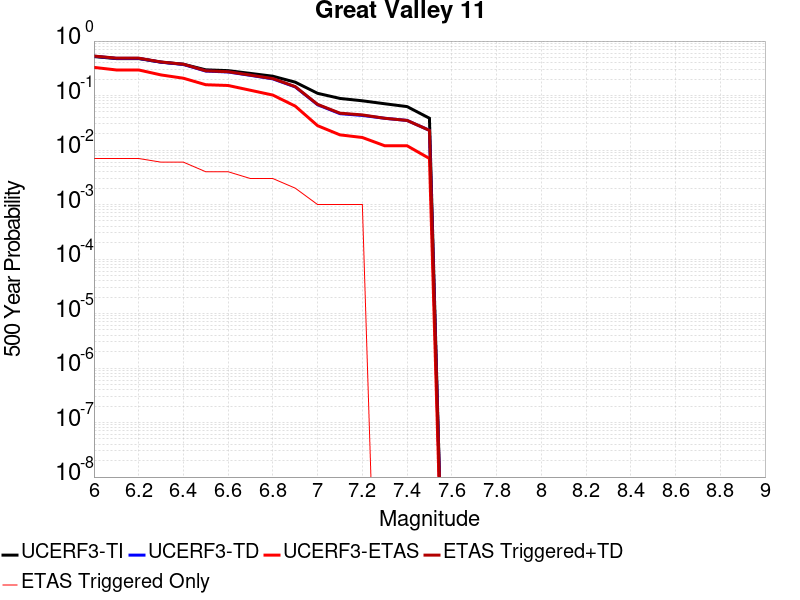 Great Valley 11
10^0
10^-1
10^-2
10^-3
10^-4
10^-5
10^-6
10^-7
10^-8
500 Year Probability
6 6.2 6.4 6.6 6.8 7 7.2 7.4 7.6 7.8 8 8.2 8.4 8.6 8.8 9
Magnitude
UCERF3-TI UCERF3-TD UCERF3-ETAS ETAS Triggered+TD
ETAS Triggered Only